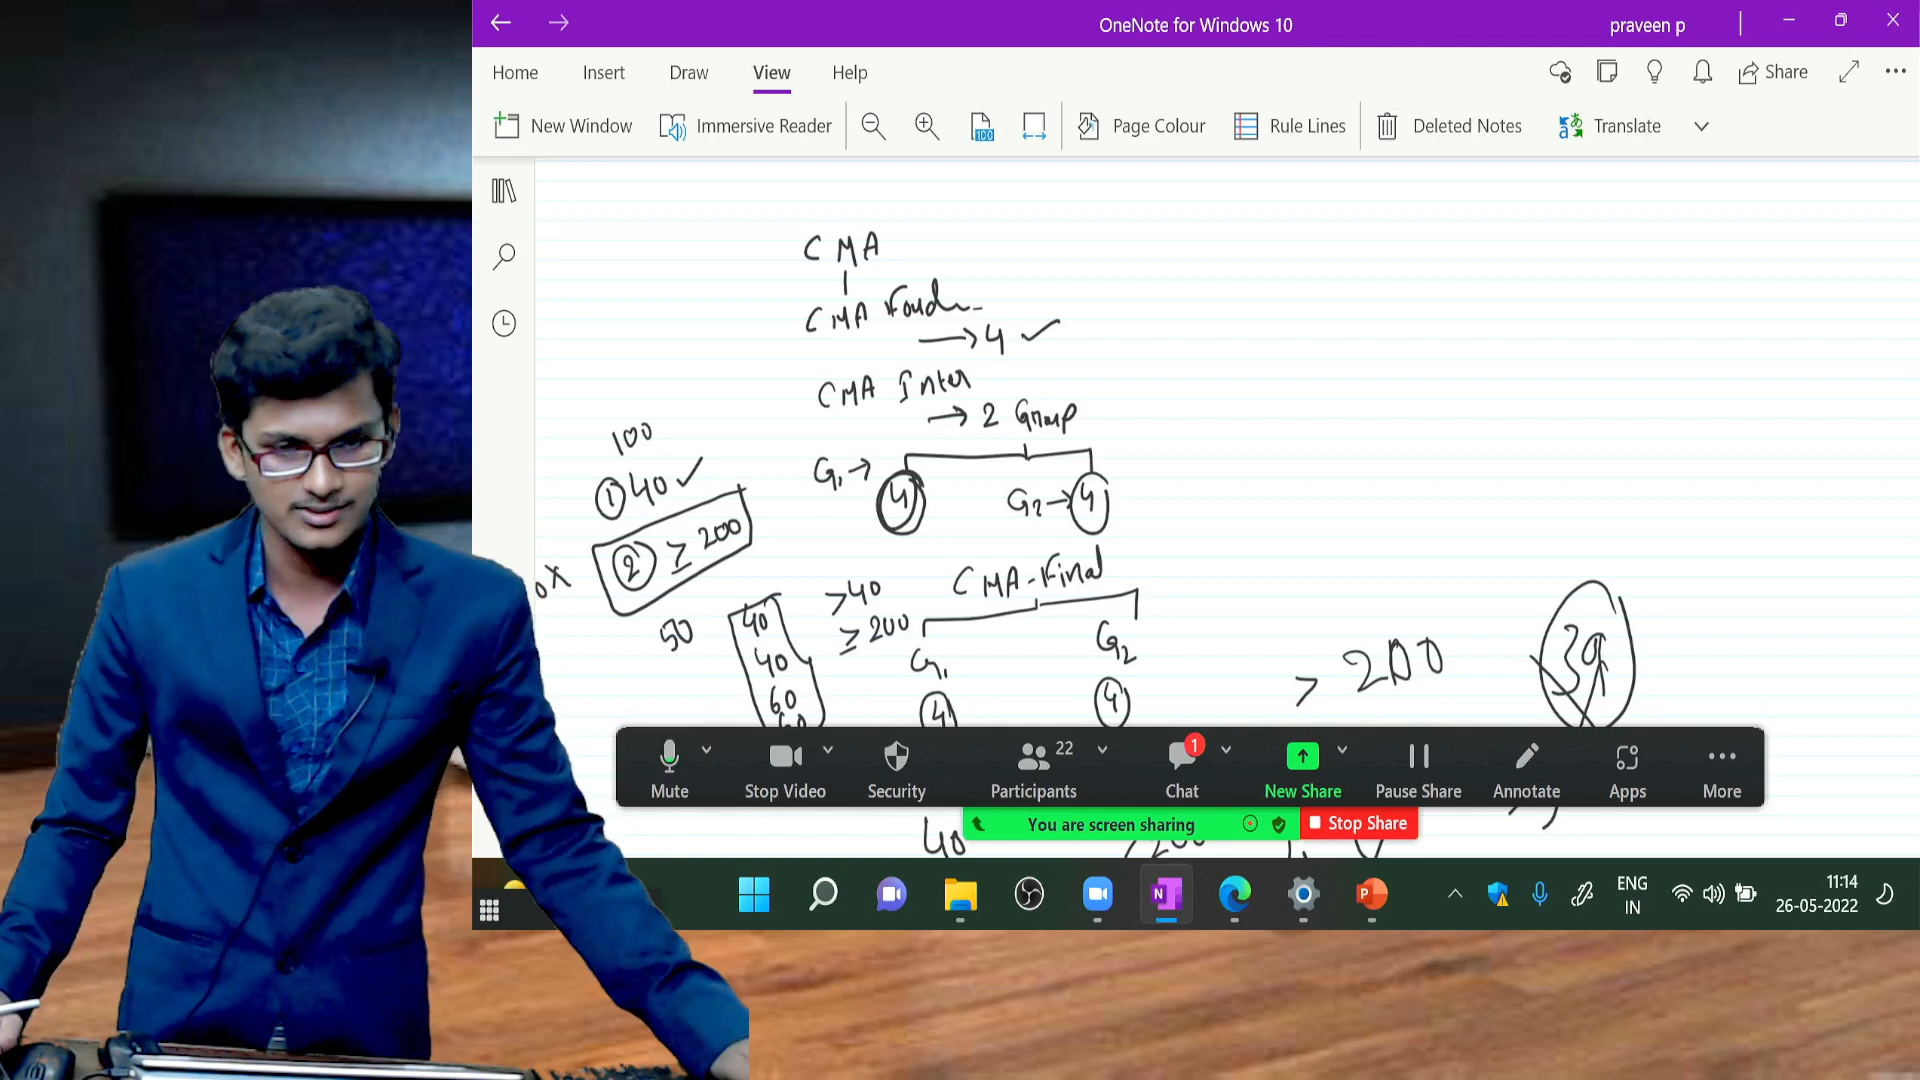 OneNote for Windows 10
praveen p
Home Insert Draw View Help
Share
New Window Immersive Reader
100
Page Colour Rule Lines Deleted Notes Translate
CMA
CMA
→ 4 ✓
CMA Inter
→ 2 Group
100
① 40 ✓
G1 → 4
G2 → 4
② ≥ 200
CMA-Final
X
>40
≥ 200
50
40
40
60
G1
G2
4
4
> 200
39
22
1
Mute Stop Video Security Participants Chat New Share Pause Share Annotate Apps More
You are screen sharing
Stop Share
40
ENG
IN
11:14
26-05-2022